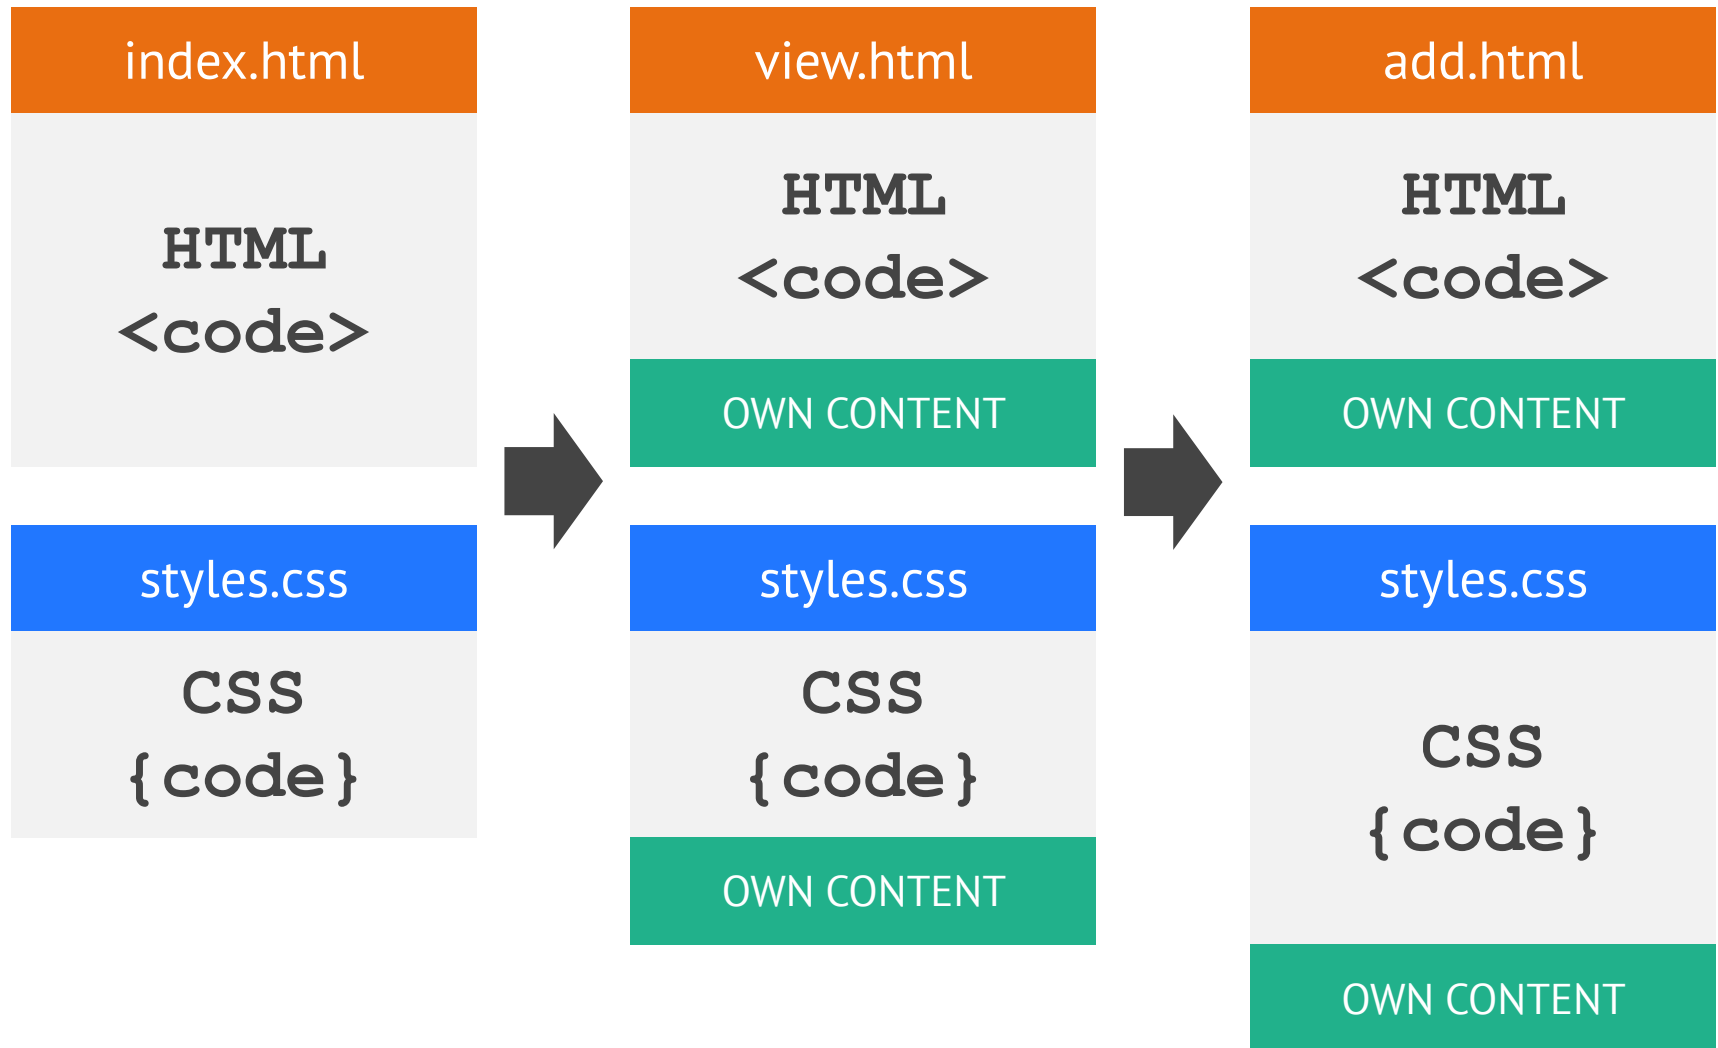 index.html
HTML
<code>
styles.css
CSS
{code}
view.html
HTML
<code>
OWN CONTENT
styles.css
CSS
{code}
OWN CONTENT
add.html
HTML
<code>
OWN CONTENT
styles.css
CSS
{code}
OWN CONTENT